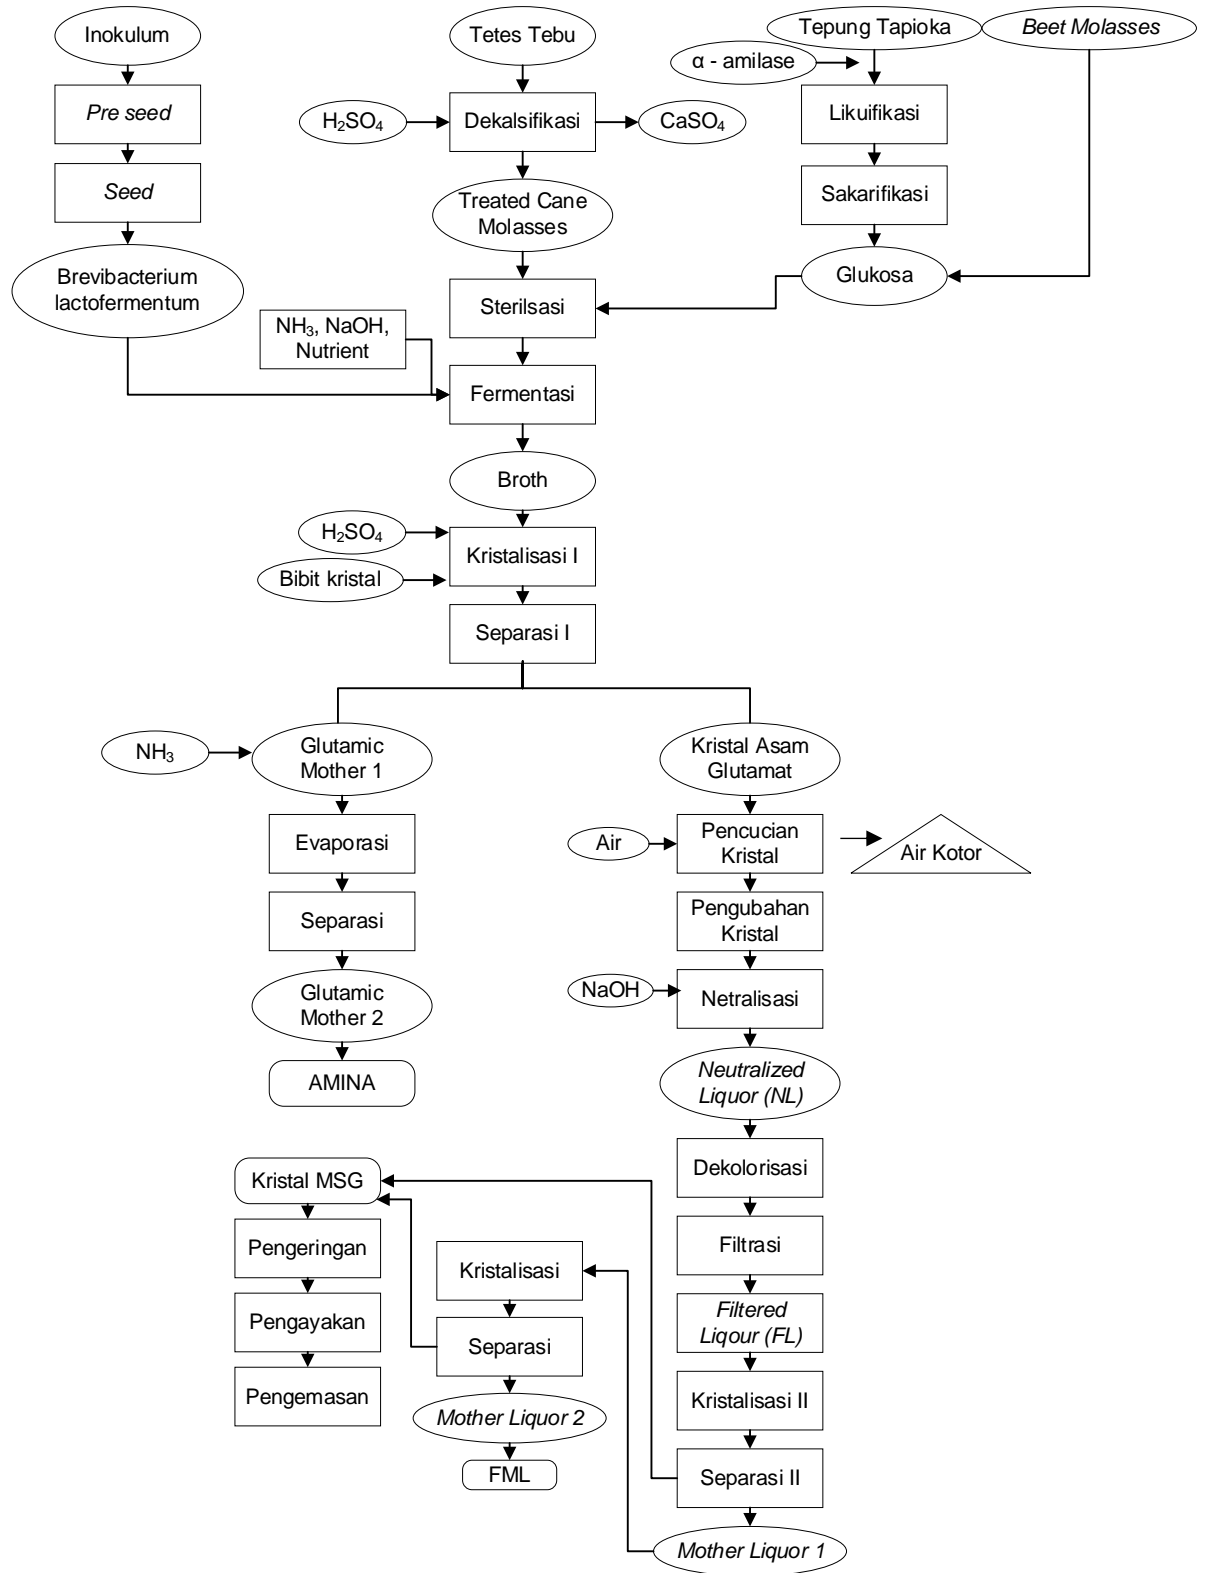 Inokulum
Tetes Tebu
Tepung Tapioka
Beet Molasses
α - amilase
Pre seed
H₂SO₄
Dekalsifikasi
CaSO₄
Likuifikasi
Seed
Treated Cane
Molasses
Sakarifikasi
Brevibacterium
lactofermentum
Glukosa
Sterilsasi
NH₃, NaOH,
Nutrient
Fermentasi
Broth
H₂SO₄
Kristalisasi I
Bibit kristal
Separasi I
NH₃
Glutamic
Mother 1
Kristal Asam
Glutamat
Evaporasi
Air
Pencucian
Kristal
Air Kotor
Separasi
Pengubahan
Kristal
Glutamic
Mother 2
NaOH
Netralisasi
AMINA
Neutralized
Liquor (NL)
Dekolorisasi
Kristal MSG
Pengeringan
Kristalisasi
Filtrasi
Pengayakan
Separasi
Filtered
Liqour (FL)
Pengemasan
Mother Liquor 2
Kristalisasi II
FML
Separasi II
Mother Liquor 1